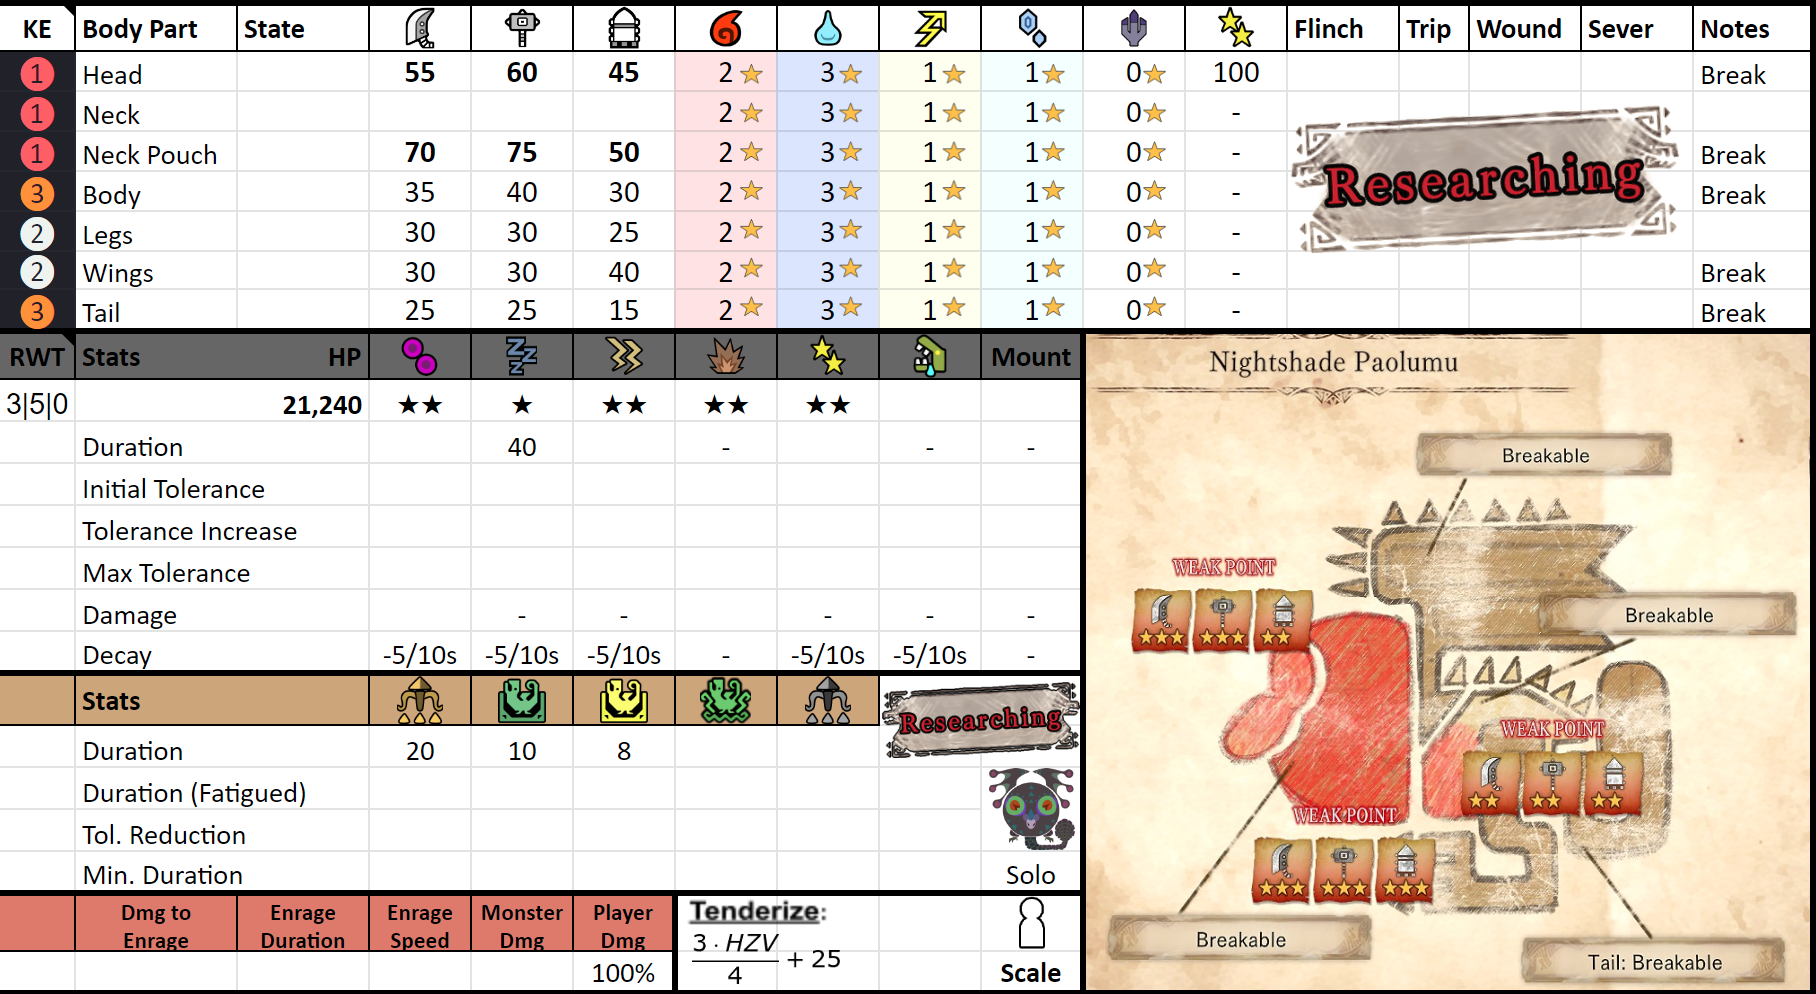 KE Body Part State Flinch Trip Wound Sever Notes
1 Head 55 60 45 2 3 1 1 0 100 Break
1 Neck 2 3 1 1 0 -
1 Neck Pouch 70 75 50 2 3 1 1 0 - Break
3 Body 35 40 30 2 3 1 1 0 - Break
2 Legs 30 30 25 2 3 1 1 0 -
2 Wings 30 30 40 2 3 1 1 0 - Break
3 Tail 25 25 15 2 3 1 1 0 - Break
Researching
RWT Stats HP Mount
3|5|0 21,240 ★★ ★ ★★ ★★ ★★
Duration 40 - - -
Initial Tolerance
Tolerance Increase
Max Tolerance
Damage - - - - -
Decay -5/10s -5/10s -5/10s - -5/10s -5/10s -
Stats
Researching
Duration 20 10 8
Duration (Fatigued)
Tol. Reduction
Min. Duration
Solo
Dmg to Enrage
Enrage Duration
Enrage Speed
Monster Dmg
Player Dmg
100%
Tenderize:
3 · HZV
4
+ 25
Scale
Nightshade Paolumu
Breakable
WEAK POINT
Breakable
WEAK POINT
WEAK POINT
Breakable
Tail: Breakable